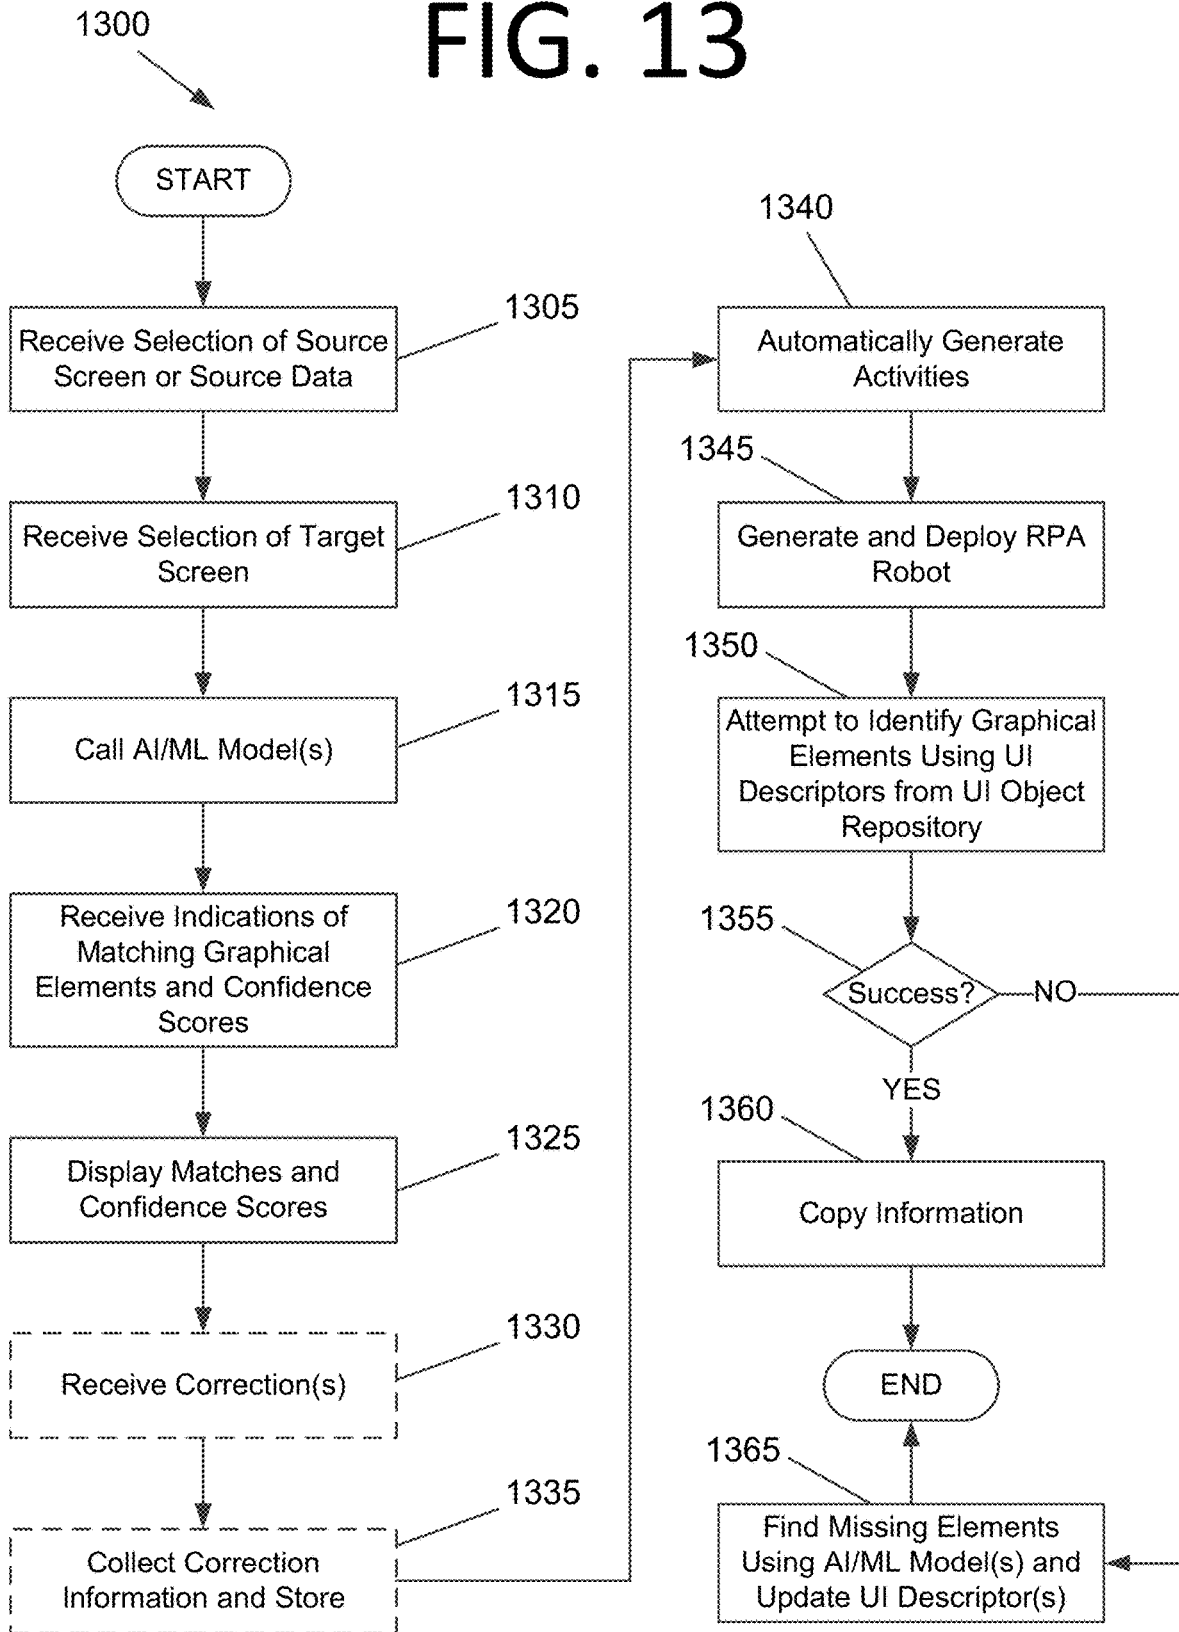 FIG. 13
1300
START
1305
Receive Selection of Source
Screen or Source Data
1310
Receive Selection of Target
Screen
1315
Call AI/ML Model(s)
1320
Receive Indications of
Matching Graphical
Elements and Confidence
Scores
1325
Display Matches and
Confidence Scores
1330
Receive Correction(s)
1335
Collect Correction
Information and Store
1340
Automatically Generate
Activities
1345
Generate and Deploy RPA
Robot
1350
Attempt to Identify Graphical
Elements Using UI
Descriptors from UI Object
Repository
1355
Success?
NO
YES
1360
Copy Information
END
1365
Find Missing Elements
Using AI/ML Model(s) and
Update UI Descriptor(s)